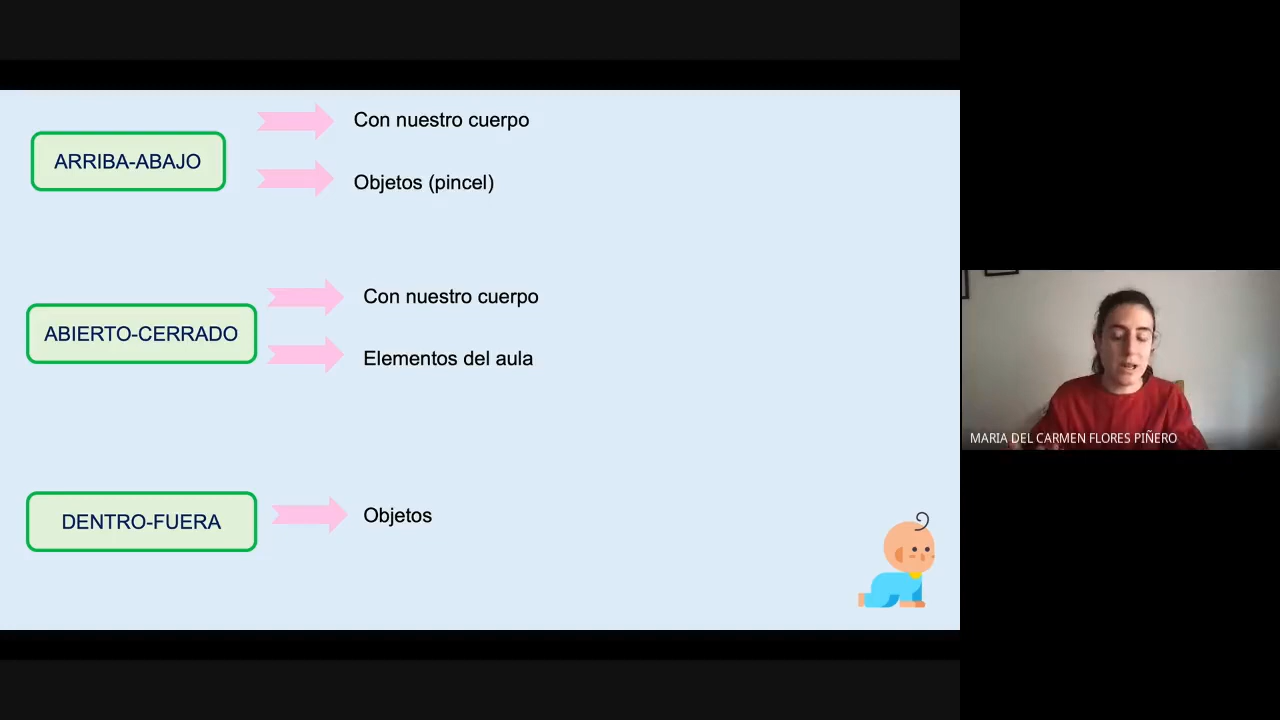 Con nuestro cuerpo
ARRIBA-ABAJO
Objetos (pincel)
Con nuestro cuerpo
ABIERTO-CERRADO
Elementos del aula
DENTRO-FUERA
Objetos
MARIA DEL CARMEN FLORES PIÑERO